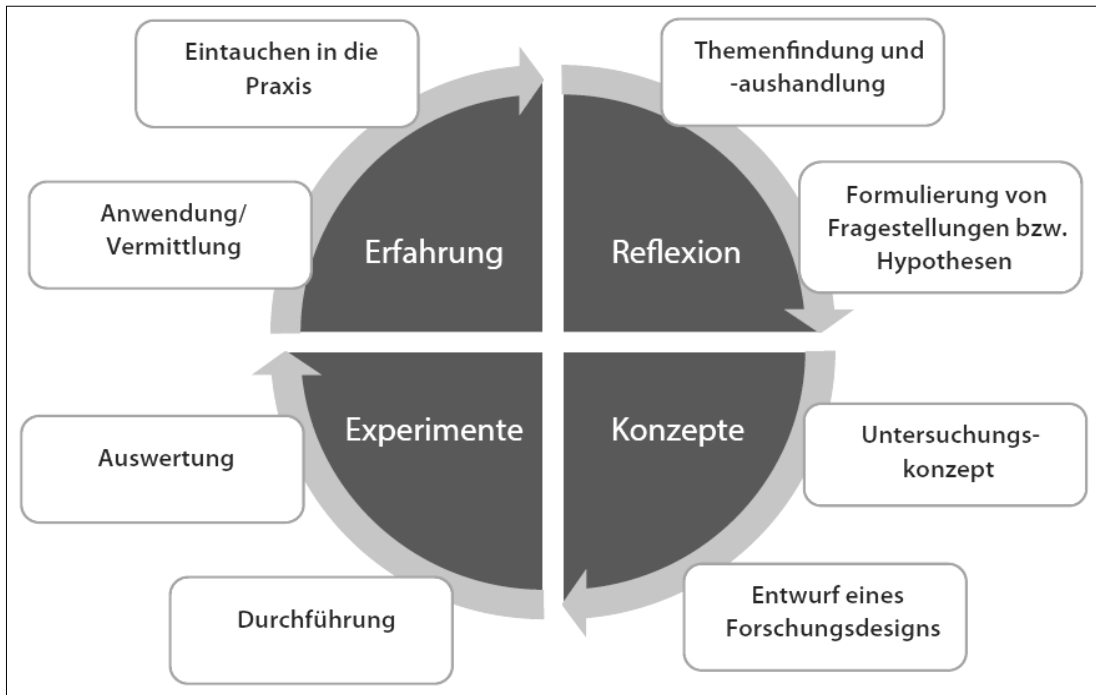 Eintauchen in die
Praxis
Themenfindung und
-aushandlung
Anwendung/
Vermittlung
Formulierung von
Fragestellungen bzw.
Hypothesen
Erfahrung
Reflexion
Experimente
Konzepte
Auswertung
Untersuchungs-
konzept
Durchführung
Entwurf eines
Forschungsdesigns